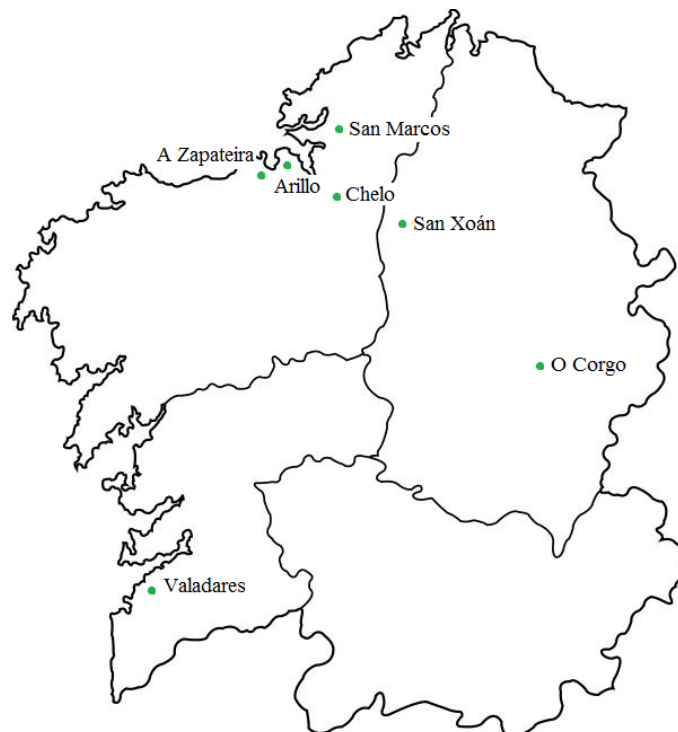 San Marcos
A Zapateira
Arillo
Chelo
San Xoán
O Corgo
Valadares